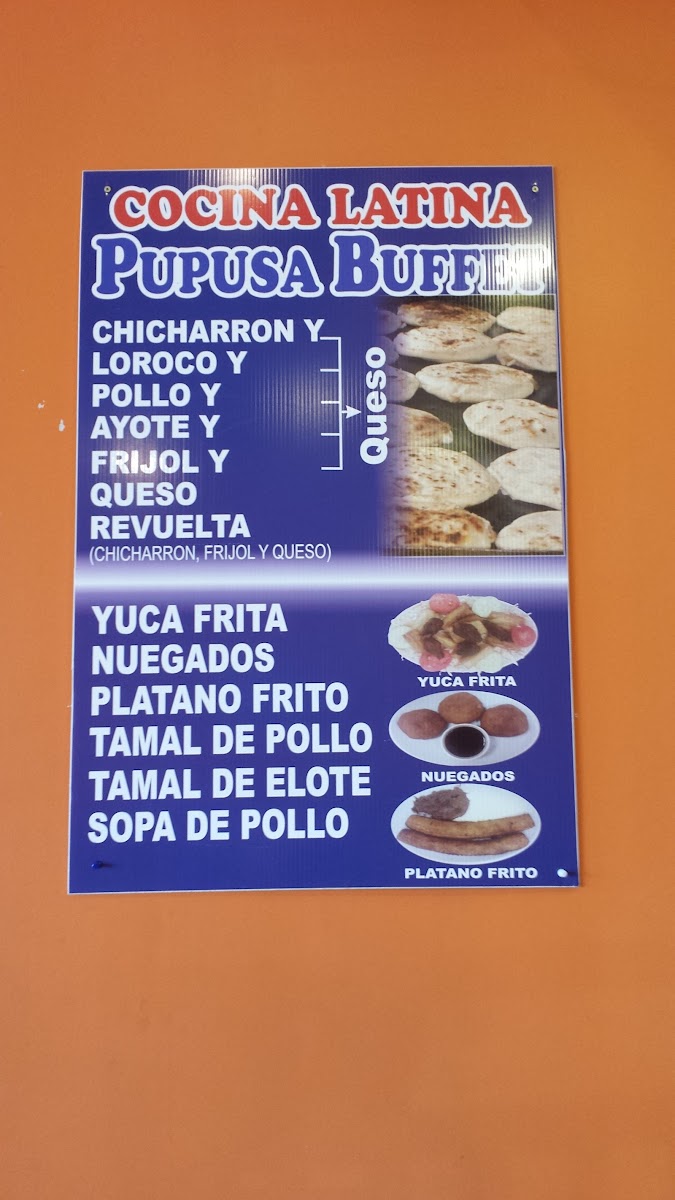 COCINA LATINA
PUPUSA BUFFET
CHICHARRON Y
LOROCO Y
POLLO Y
AYOTE Y
FRIJOL Y
Queso
QUESO
REVUELTA
(CHICHARRON, FRIJOL Y QUESO)
YUCA FRITA
NUEGADOS
PLATANO FRITO
TAMAL DE POLLO
TAMAL DE ELOTE
SOPA DE POLLO
YUCA FRITA
NUEGADOS
PLATANO FRITO